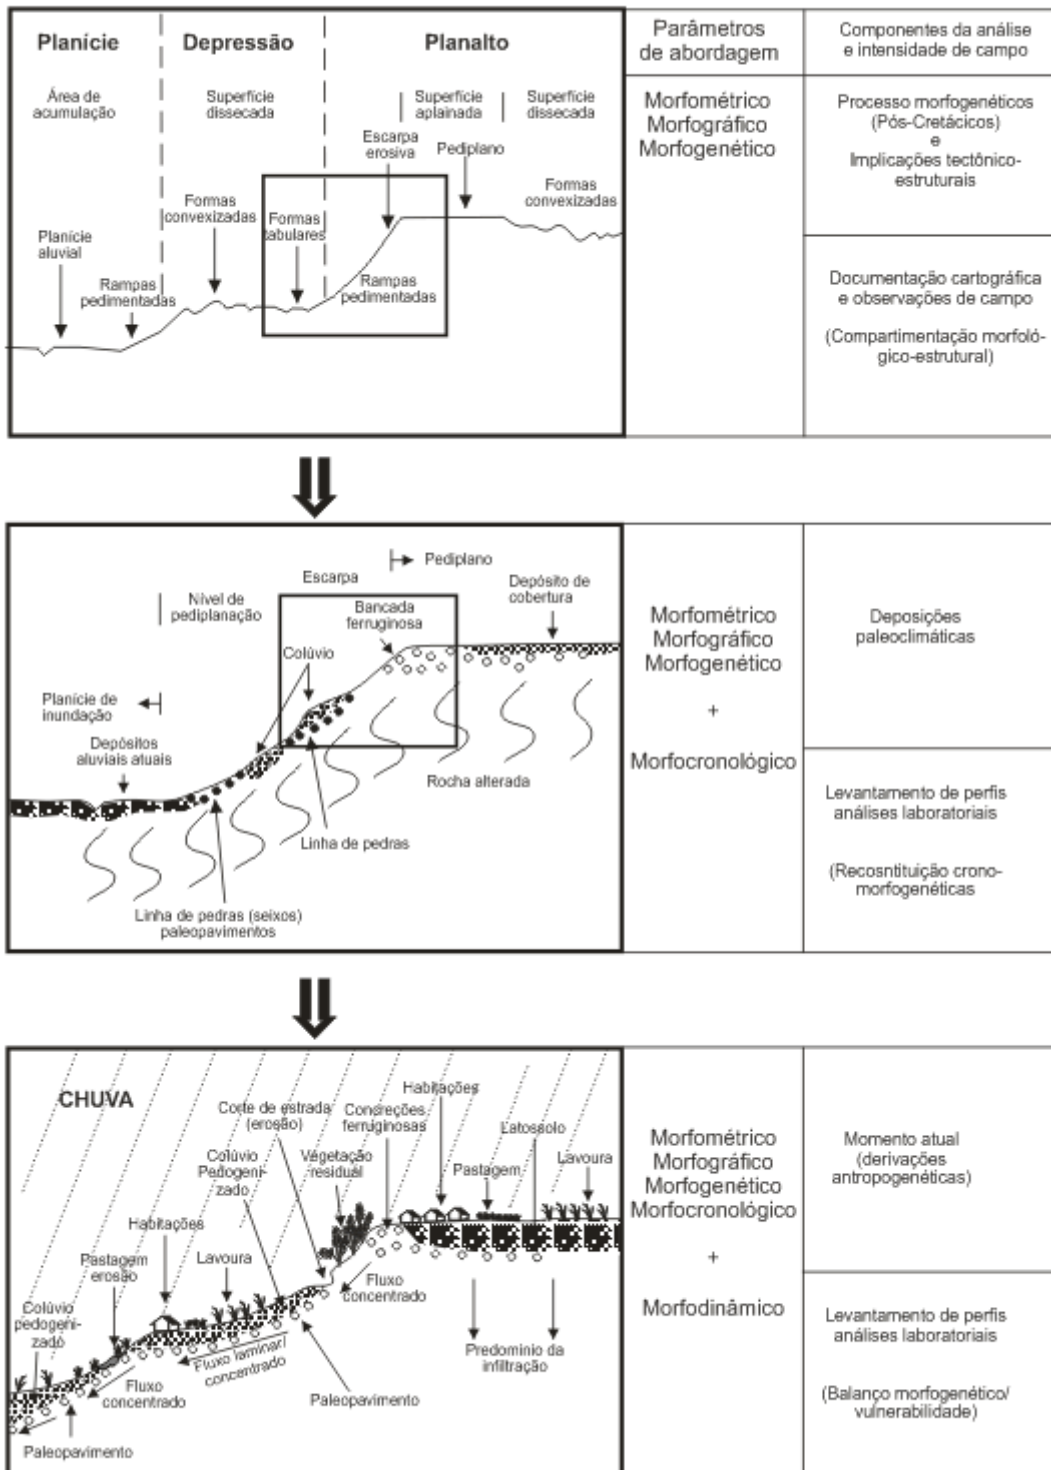 Planície
Depressão
Planalto
Parâmetros
de abordagem
Componentes da análise
e intensidade de campo
Área de
acumulação
Superfície
dissecada
Superfície
aplainada
Superfície
dissecada
Escarpa
erosiva
Pediplano
Formas
convexizadas
Formas
convexizadas
Formas
tabulares
Planície
aluvial
Rampas
pedimentadas
Rampas
pedimentadas
Morfométrico
Morfográfico
Morfogenético
Processo morfogenéticos
(Pós-Cretácicos)
e
Implicações tectônico-
estruturais
Documentação cartográfica
e observações de campo
(Compartimentação morfoló-
gico-estrutural)
Pediplano
Escarpa
Depósito de
cobertura
Nível de
pediplanação
Bancada
ferruginosa
Colúvio
Planície de
inundação
Depósitos
aluviais atuais
Rocha alterada
Linha de pedras
Linha de pedras (seixos)
paleopavimentos
Morfométrico
Morfográfico
Morfogenético
+
Morfocronológico
Deposições
paleoclimáticas
Levantamento de perfis
análises laboratoriais
(Recosntituição crono-
morfogenéticas
CHUVA
Habitações
Corte de estrada
(erosão)
Concreções
ferruginosas
Latossolo
Colúvio
Pedogeni-
zado
Vegetação
residual
Pastagem
Lavoura
Habitações
Pastagem
erosão
Lavoura
Colúvio
pedogeni-
zado
Fluxo
concentrado
Fluxo laminar/
concentrado
Predominio da
infiltração
Fluxo
concentrado
Paleopavimento
Paleopavimento
Morfométrico
Morfográfico
Morfogenético
Morfocronológico
+
Morfodinâmico
Momento atual
(derivações
antropogenéticas)
Levantamento de perfis
análises laboratoriais
(Balanço morfogenético/
vulnerabilidade)